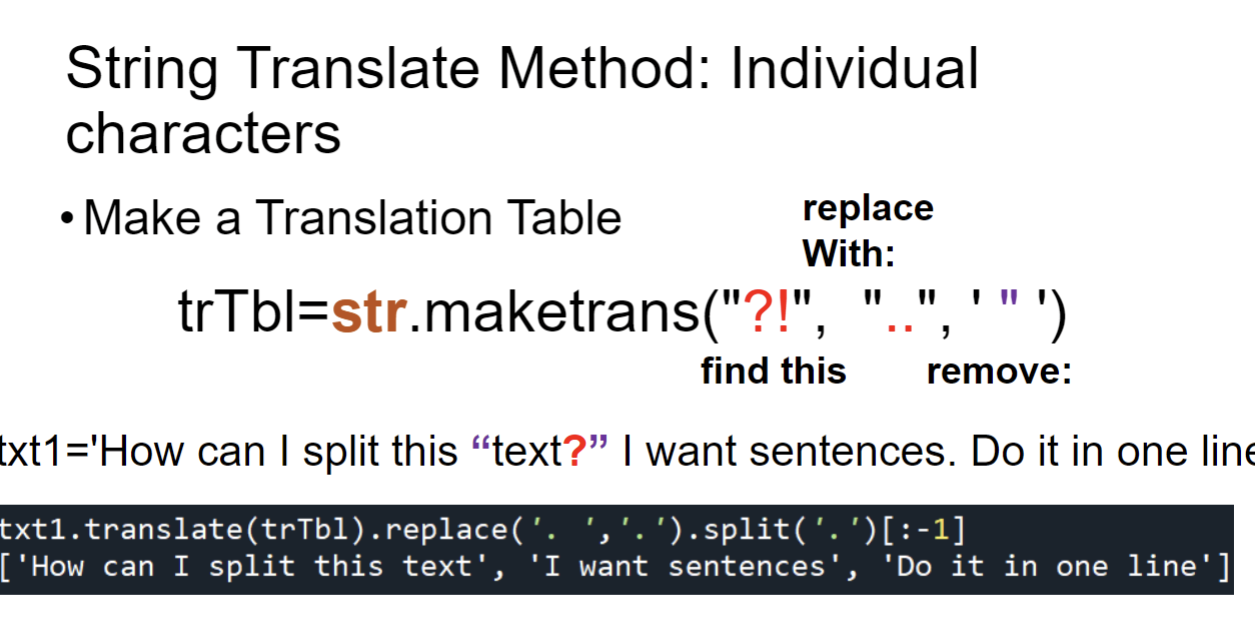 String Translate Method: Individual
characters
• Make a Translation Table
replace
With:
trTbl=str.maketrans("?!", "..", ' " ')
find this remove:
txt1='How can I split this “text?” I want sentences. Do it in one line
txt1.translate(trTbl).replace('. ','.').split('.')[:-1]
['How can I split this text', 'I want sentences', 'Do it in one line']